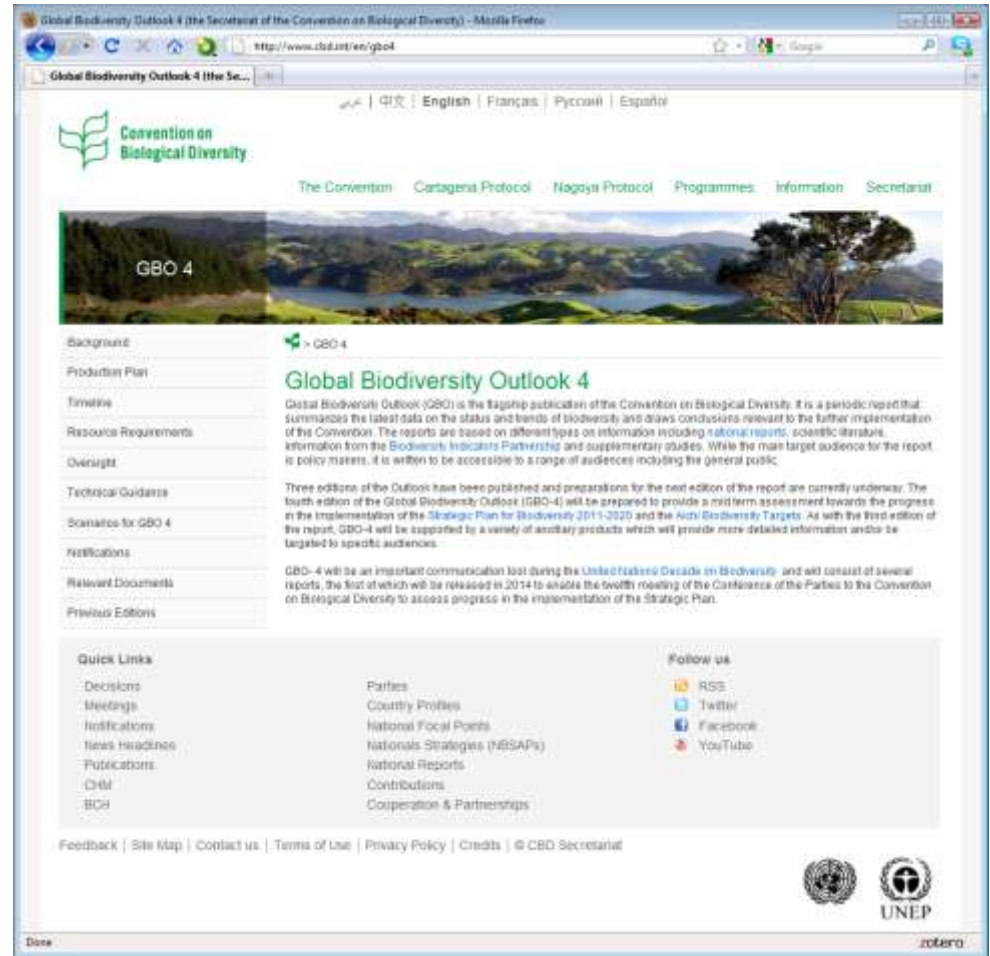 Global Biodiversity Outlook 4 (the Secretariat of the Convention on Biological Diversity) - Mozilla Firefox
http://www.cbd.int/en/gbo4
Google
Global Biodiversity Outlook 4 (the Se...
عربي | 中文 | English | Français | Русский | Español
Convention on
Biological Diversity
The Convention Cartagena Protocol Nagoya Protocol Programmes Information Secretariat
GBO 4
Background
Production Plan
Timeline
Resource Requirements
Oversight
Technical Guidance
Scenarios for GBO 4
Notifications
Relevant Documents
Previous Editions
> GBO 4
Global Biodiversity Outlook 4
Global Biodiversity Outlook (GBO) is the flagship publication of the Convention on Biological Diversity. It is a periodic report that
summarizes the latest data on the status and trends of biodiversity and draws conclusions relevant to the further implementation
of the Convention. The reports are based on different types on information including national reports, scientific literature,
information from the Biodiversity Indicators Partnership and supplementary studies. While the main target audience for the report
is policy makers, it is written to be accessible to a range of audiences including the general public.
Three editions of the Outlook have been published and preparations for the next edition of the report are currently underway. The
fourth edition of the Global Biodiversity Outlook (GBO-4) will be prepared to provide a mid term assessment towards the progress
in the implementation of the Strategic Plan for Biodiversity 2011-2020 and the Aichi Biodiversity Targets. As with the third edition of
the report, GBO-4 will be supported by a variety of ancillary products which will provide more detailed information and/or be
targeted to specific audiences.
GBO- 4 will be an important communication tool during the United Nations Decade on Biodiversity and will consist of several
reports, the first of which will be released in 2014 to enable the twelfth meeting of the Conference of the Parties to the Convention
on Biological Diversity to assess progress in the implementation of the Strategic Plan.
Quick Links
Decisions
Meetings
Notifications
News Headlines
Publications
CHM
BCH
Parties
Country Profiles
National Focal Points
Nationals Strategies (NBSAPs)
National Reports
Contributions
Cooperation & Partnerships
Follow us
RSS
Twitter
Facebook
YouTube
Feedback | Site Map | Contact us | Terms of Use | Privacy Policy | Credits | © CBD Secretariat
UNEP
Done
zotero